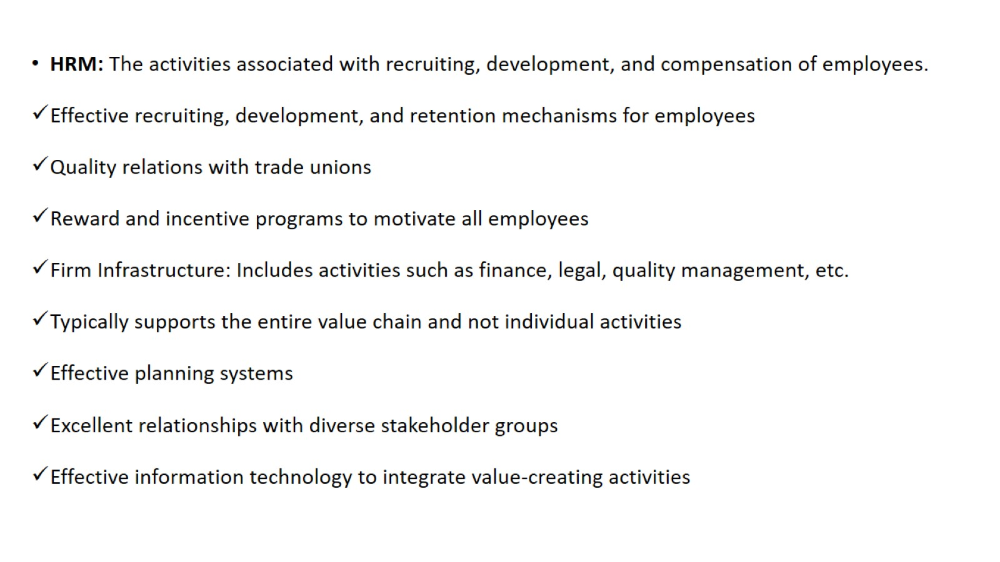 • HRM: The activities associated with recruiting, development, and compensation of employees.
✓Effective recruiting, development, and retention mechanisms for employees
✓Quality relations with trade unions
✓Reward and incentive programs to motivate all employees
✓Firm Infrastructure: Includes activities such as finance, legal, quality management, etc.
✓Typically supports the entire value chain and not individual activities
✓Effective planning systems
✓Excellent relationships with diverse stakeholder groups
✓Effective information technology to integrate value-creating activities